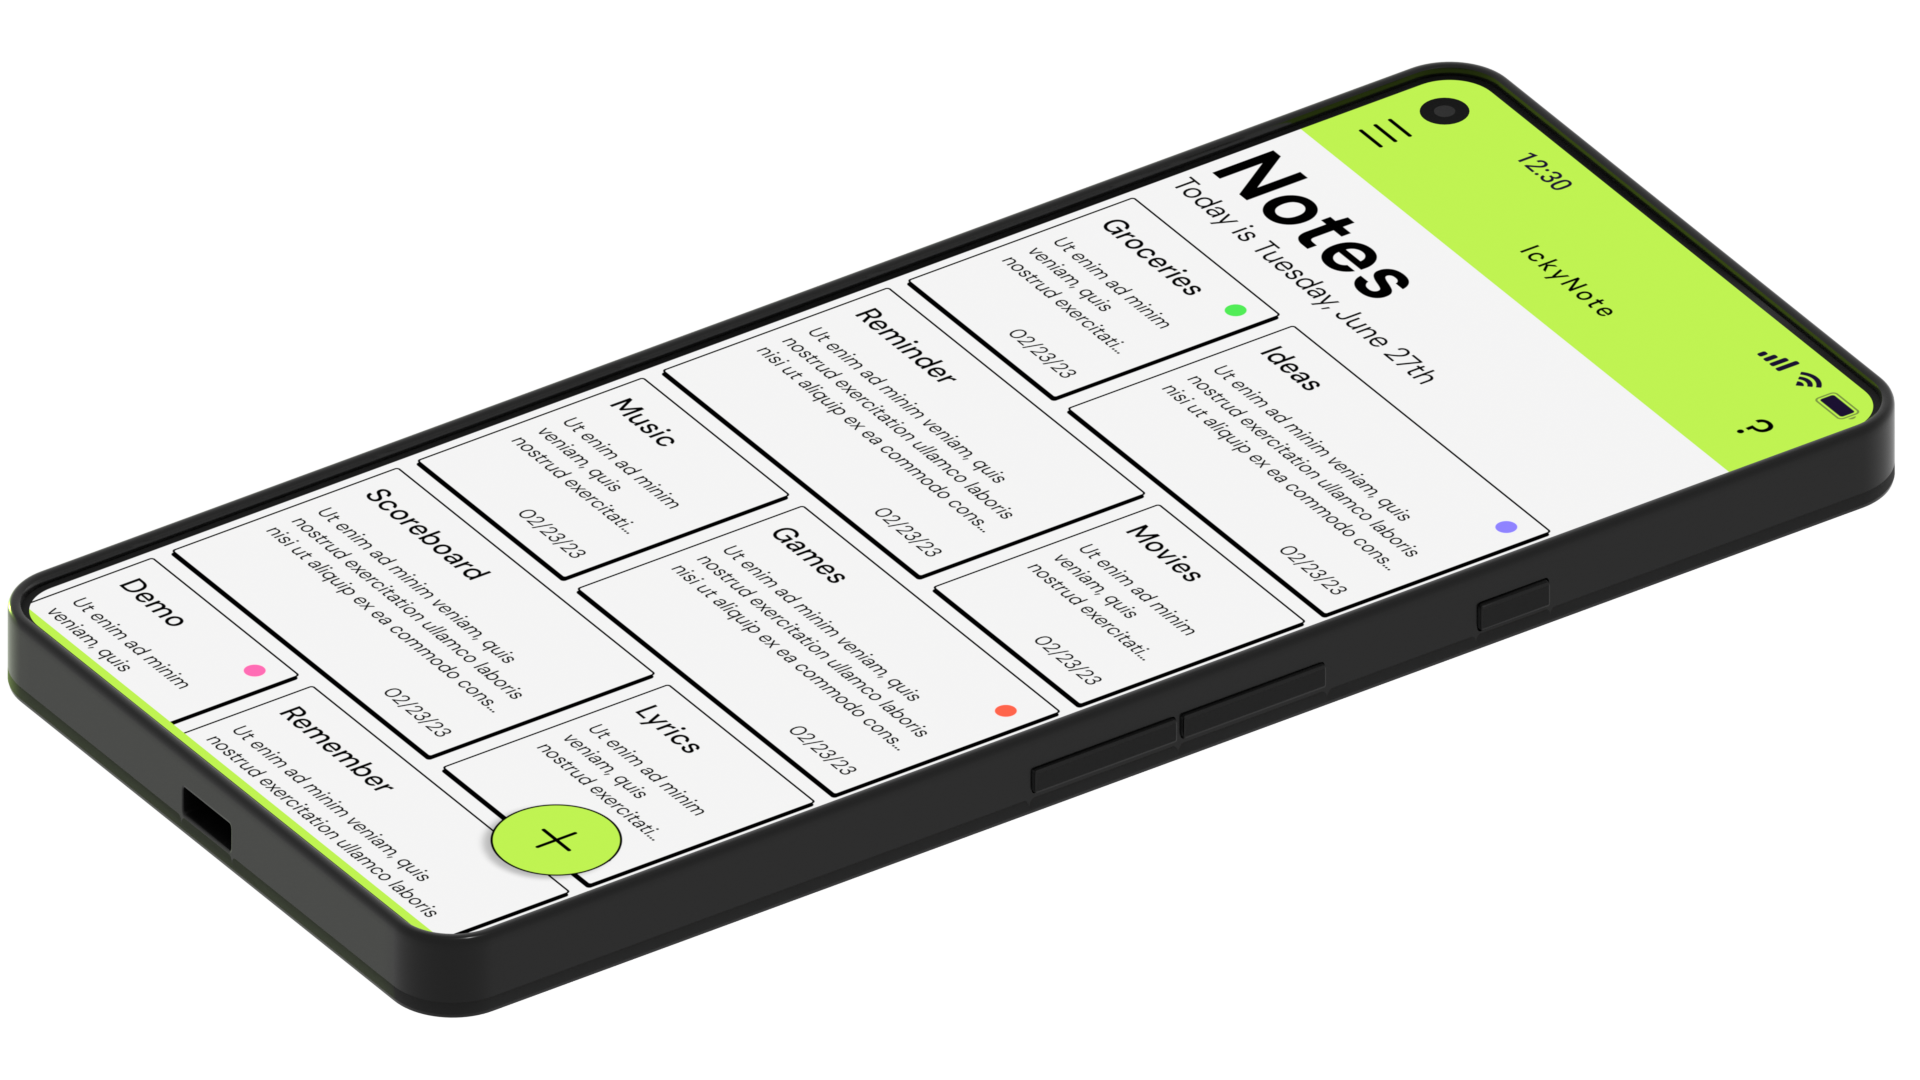 12:30
IckyNote
?
Notes
Today is Tuesday, June 27th
Groceries
Ut enim ad minim
veniam, quis
nostrud exercitati...
02/23/23
Ideas
Ut enim ad minim veniam, quis
nostrud exercitation ullamco laboris
nisi ut aliquip ex ea commodo cons...
02/23/23
Reminder
Ut enim ad minim veniam, quis
nostrud exercitation ullamco laboris
nisi ut aliquip ex ea commodo cons...
02/23/23
Movies
Ut enim ad minim
veniam, quis
nostrud exercitati...
02/23/23
Music
Ut enim ad minim
veniam, quis
nostrud exercitati...
02/23/23
Games
Ut enim ad minim veniam, quis
nostrud exercitation ullamco laboris
nisi ut aliquip ex ea commodo cons...
02/23/23
Scoreboard
Ut enim ad minim veniam, quis
nostrud exercitation ullamco laboris
nisi ut aliquip ex ea commodo cons...
02/23/23
Lyrics
Ut enim ad minim
veniam, quis
nostrud exercitati...
Demo
Ut enim ad minim
veniam, quis
Remember
Ut enim ad minim veniam, quis
nostrud exercitation ullamco laboris
+